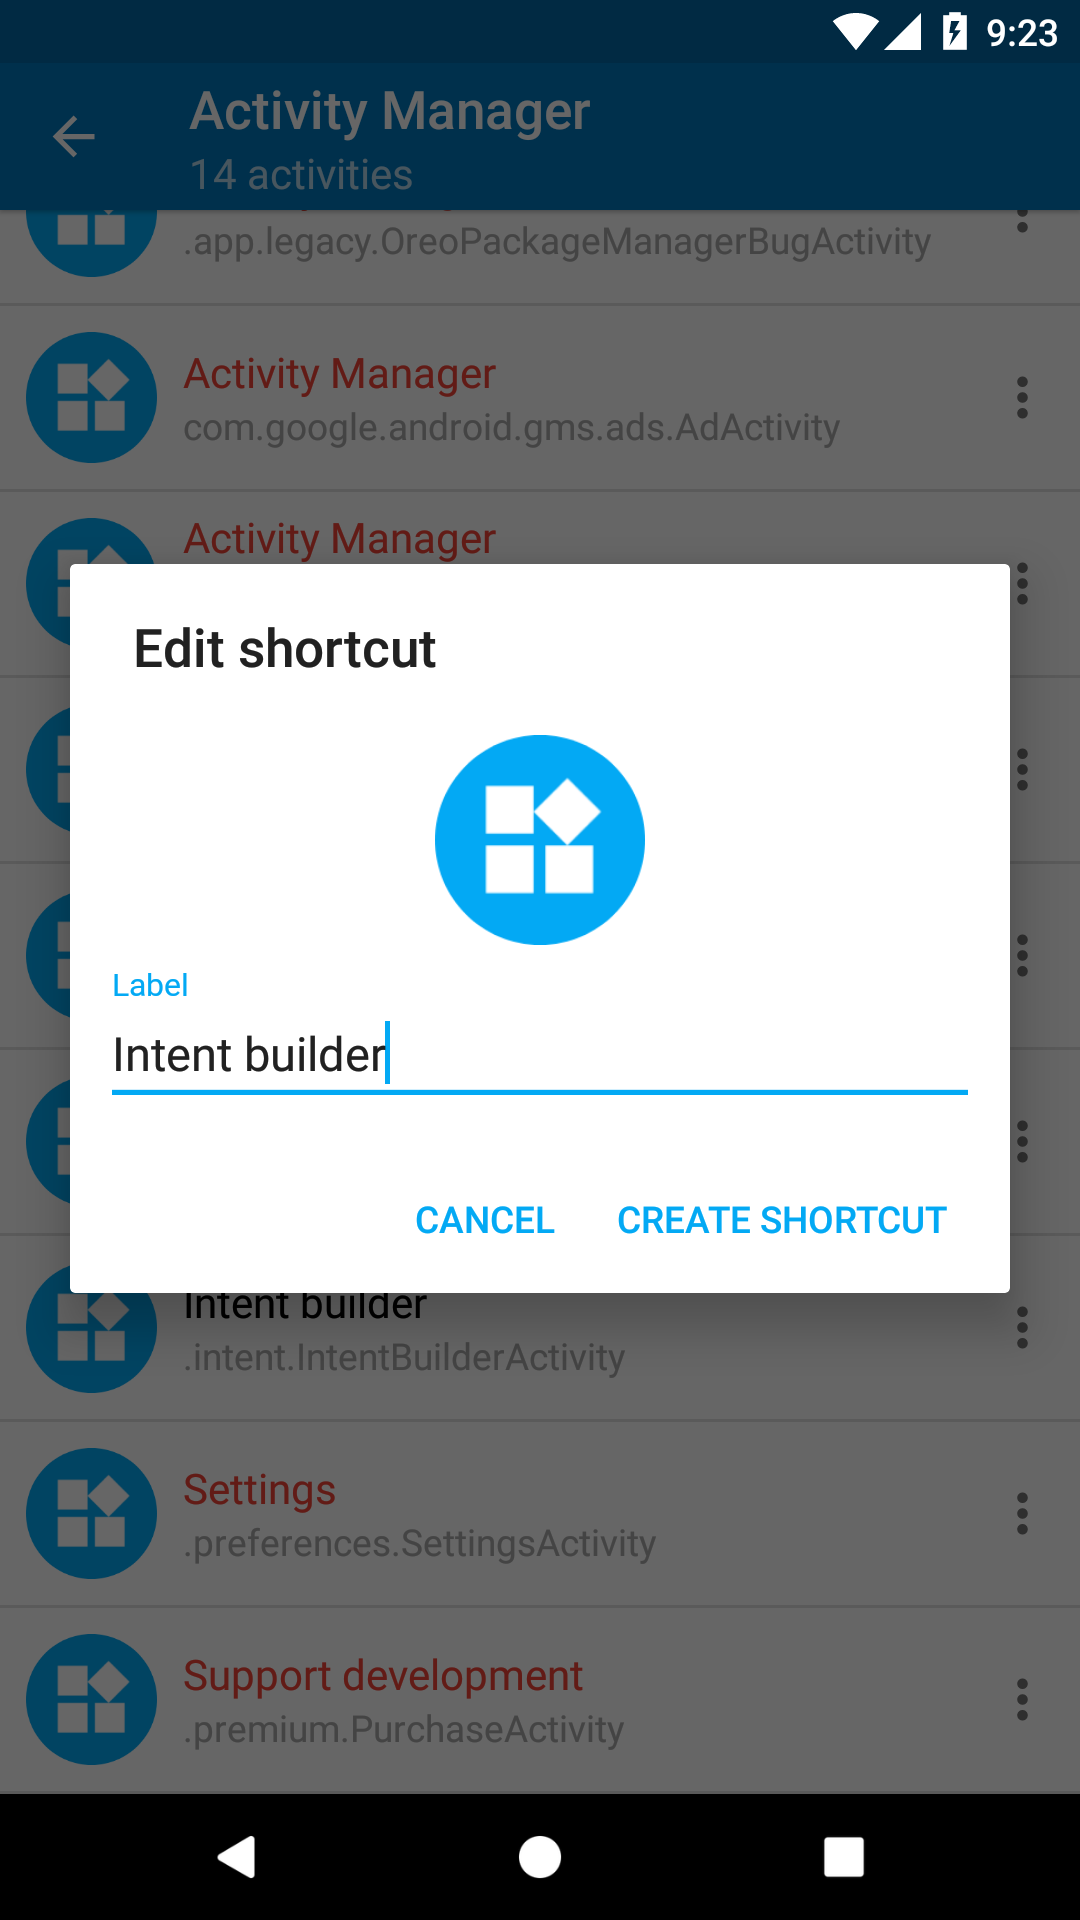 9:23
Activity Manager
14 activities
.app.legacy.OreoPackageManagerBugActivity
Activity Manager
com.google.android.gms.ads.AdActivity
Activity Manager
Edit shortcut
Label
Intent builder
CANCEL CREATE SHORTCUT
Intent builder
.intent.IntentBuilderActivity
Settings
.preferences.SettingsActivity
Support development
.premium.PurchaseActivity